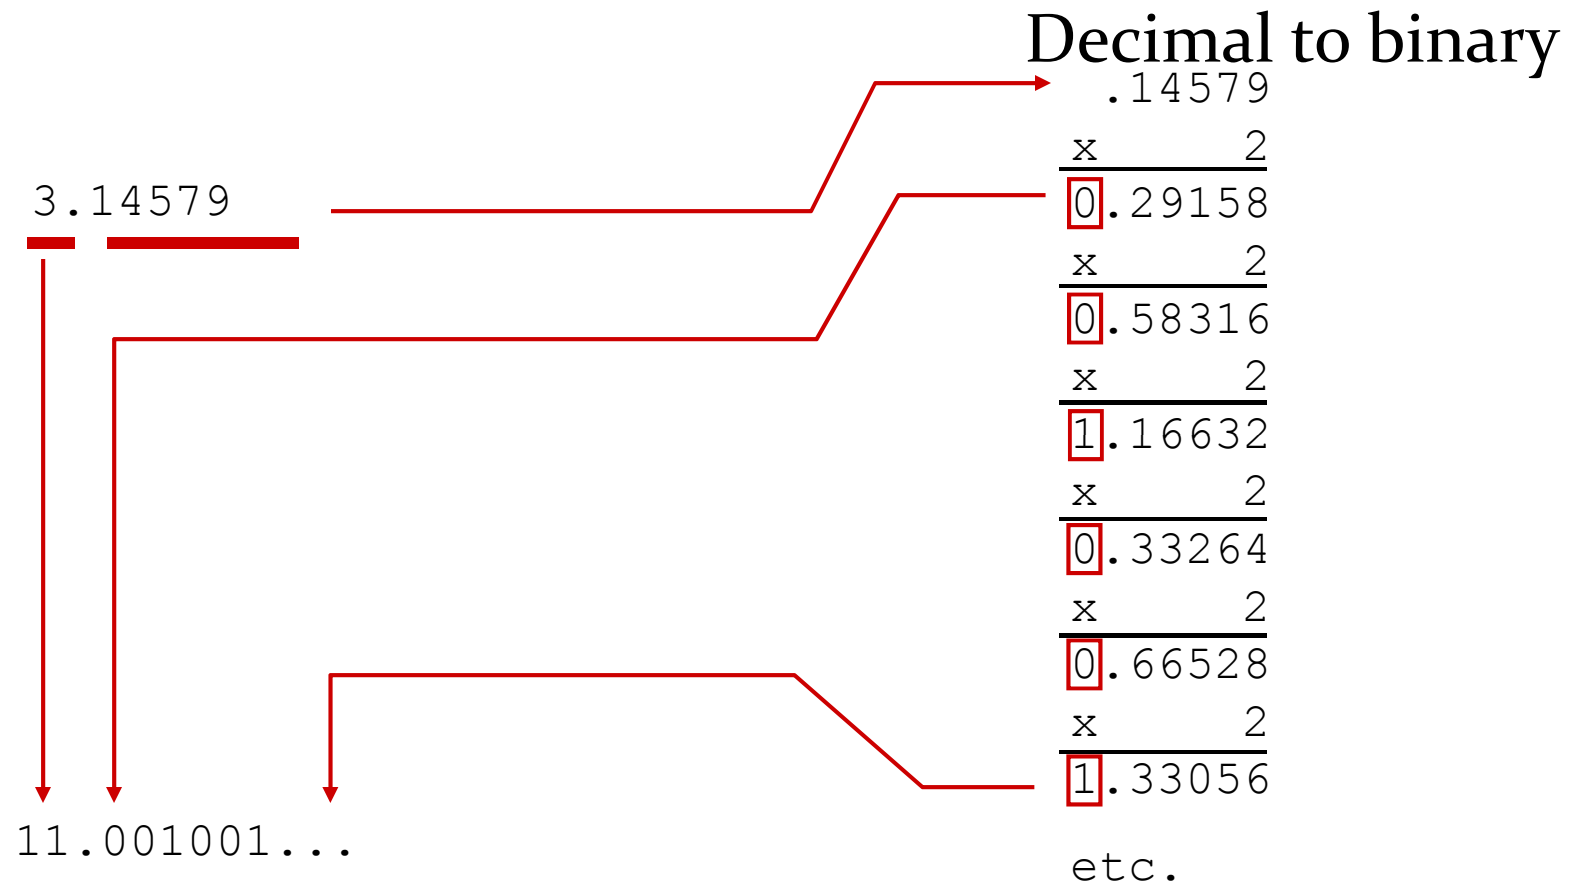 Decimal to binary
3.14579
11.001001...
.14579
x 2
0.29158
x 2
0.58316
x 2
1.16632
x 2
0.33264
x 2
0.66528
x 2
1.33056
etc.